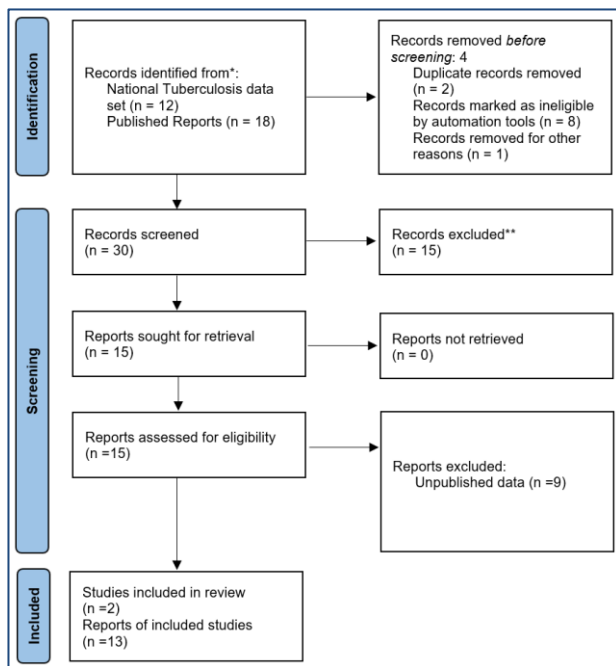 Identification
Records identified from*:
National Tuberculosis data
set (n = 12)
Published Reports (n = 18)
Records removed before
screening: 4
Duplicate records removed
(n = 2)
Records marked as ineligible
by automation tools (n = 8)
Records removed for other
reasons (n = 1)
Screening
Records screened
(n = 30)
Records excluded**
(n = 15)
Reports sought for retrieval
(n = 15)
Reports not retrieved
(n = 0)
Reports assessed for eligibility
(n =15)
Reports excluded:
Unpublished data (n =9)
Included
Studies included in review
(n =2)
Reports of included studies
(n =13)